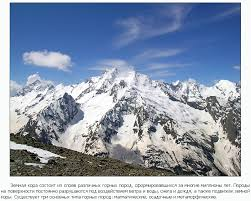 Земная кора состоит из слоев различных горных пород, сформировавшихся за многие миллионы лет. Породы
на поверхности постоянно разрушаются под воздействием ветра и воды, снега и дождя, а также подвижек земной
коры. Существует три основных типа горных пород: магматические, осадочные и метаморфические.